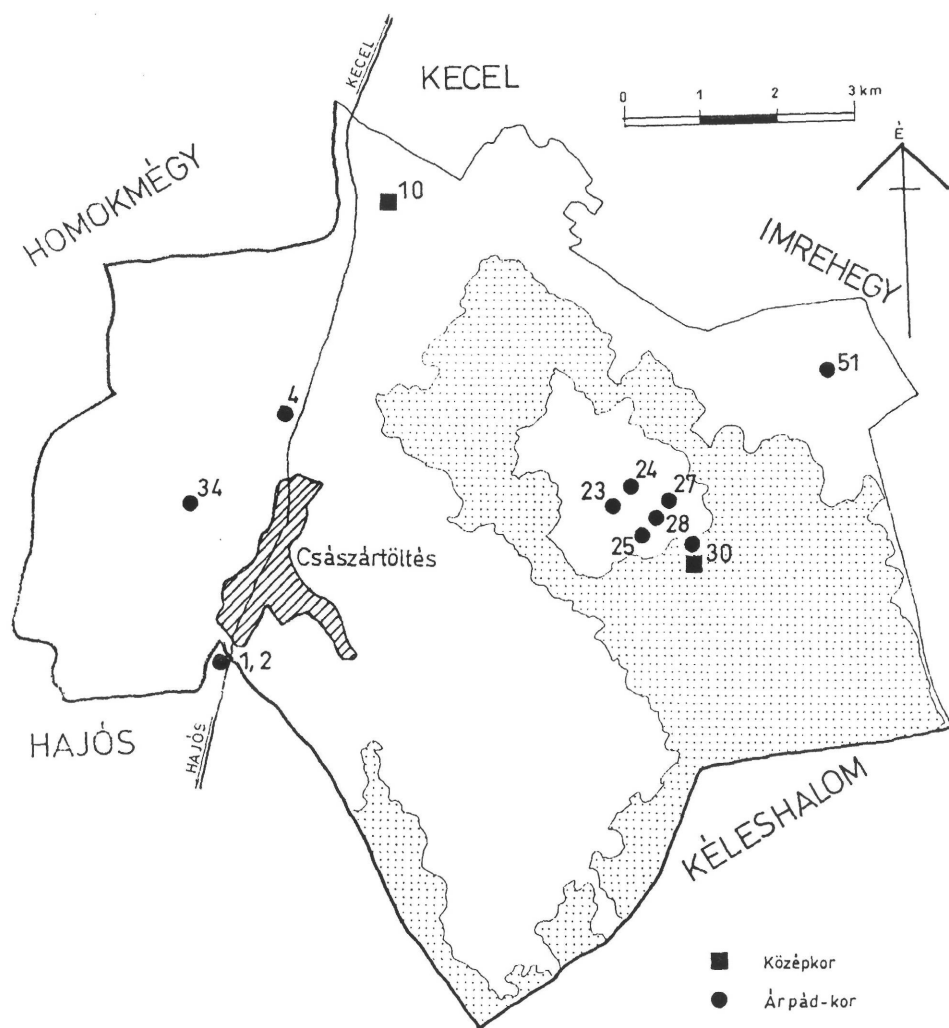 KECEL
KECEL
0 1 2 3 km
É
HOMOKMÉGY
10
IMREHEGY
51
4
34
24
27
23
28
25
30
Császártöltés
1, 2
HAJÓS
HAJÓS
KÉLESHALOM
Középkor
Árpád-kor